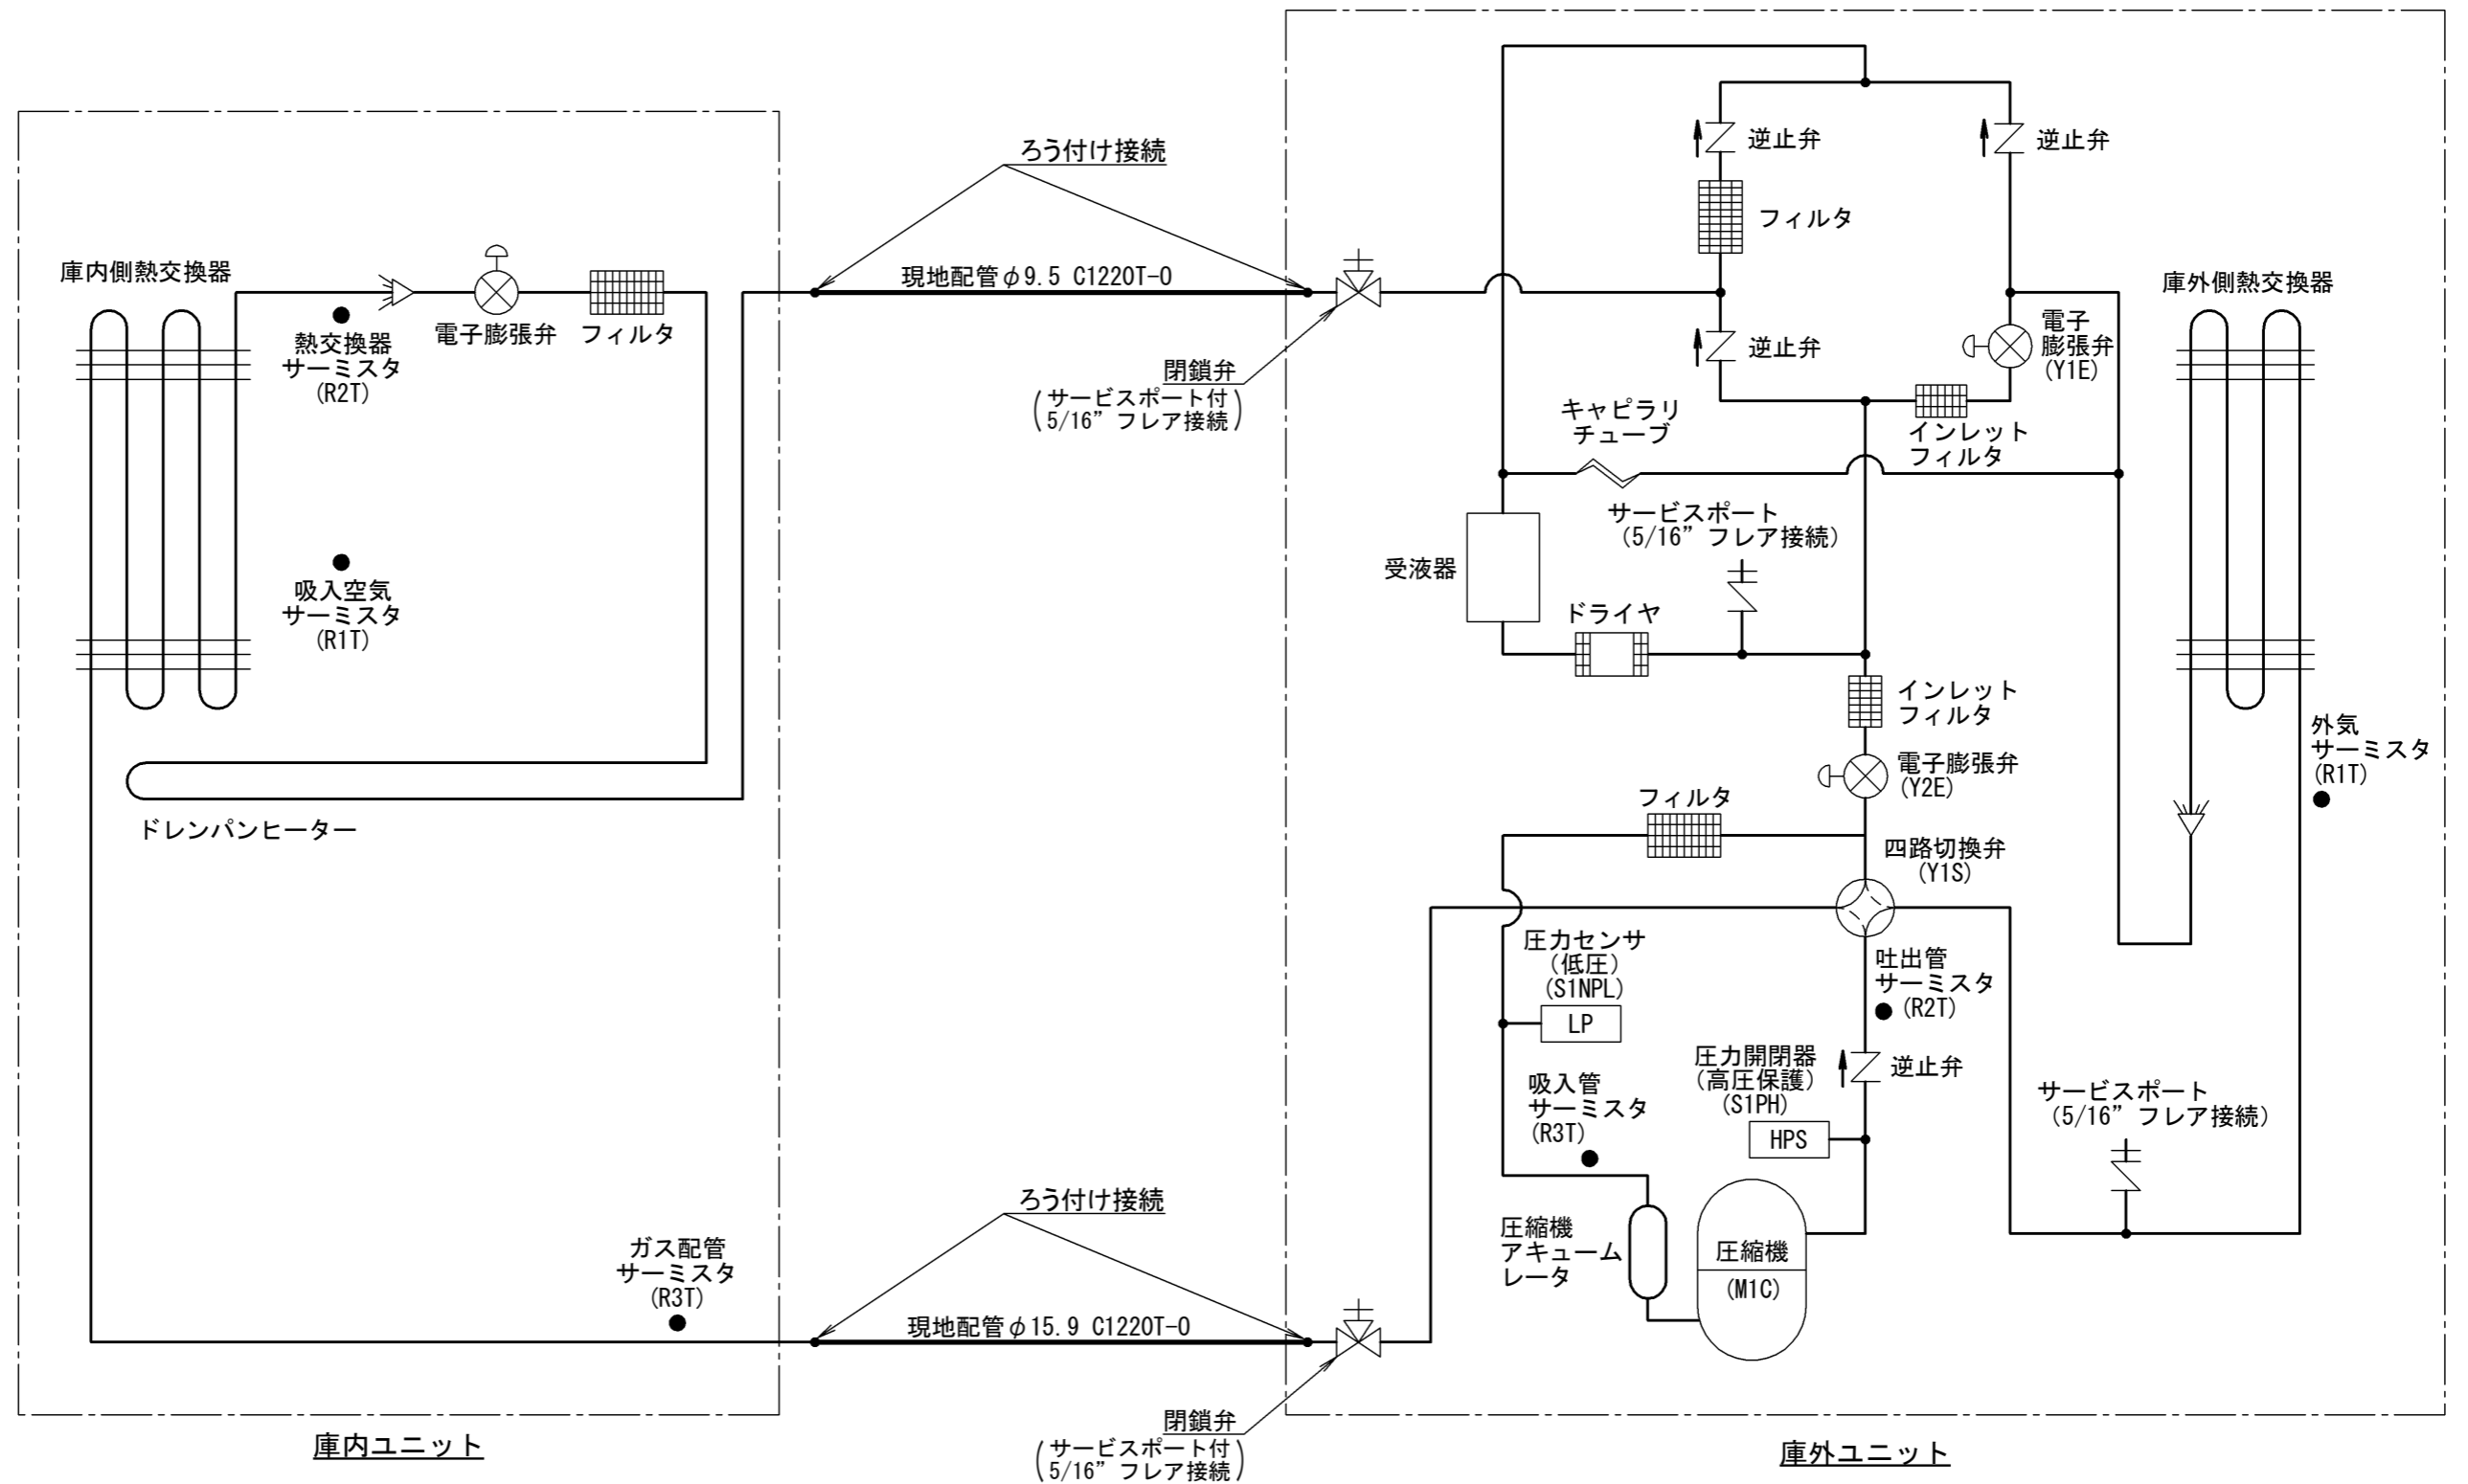 庫内側熱交換器
熱交換器
サーミスタ
(R2T)
電子膨張弁
フィルタ
吸入空気
サーミスタ
(R1T)
ドレンパンヒーター
ガス配管
サーミスタ
(R3T)
庫内ユニット
ろう付け接続
現地配管φ9.5 C1220T-O
閉鎖弁
(サービスポート付
5/16”フレア接続)
ろう付け接続
現地配管φ15.9 C1220T-O
閉鎖弁
(サービスポート付
5/16”フレア接続)
逆止弁
逆止弁
フィルタ
逆止弁
電子
膨張弁
(Y1E)
庫外側熱交換器
キャピラリ
チューブ
インレット
フィルタ
サービスポート
(5/16”フレア接続)
受液器
ドライヤ
インレット
フィルタ
電子膨張弁
(Y2E)
外気
サーミスタ
(R1T)
フィルタ
四路切換弁
(Y1S)
圧力センサ
(低圧)
(S1NPL)
LP
吐出管
サーミスタ
(R2T)
圧力開閉器
(高圧保護)
(S1PH)
HPS
逆止弁
吸入管
サーミスタ
(R3T)
サービスポート
(5/16”フレア接続)
圧縮機
アキューム
レータ
圧縮機
(M1C)
庫外ユニット